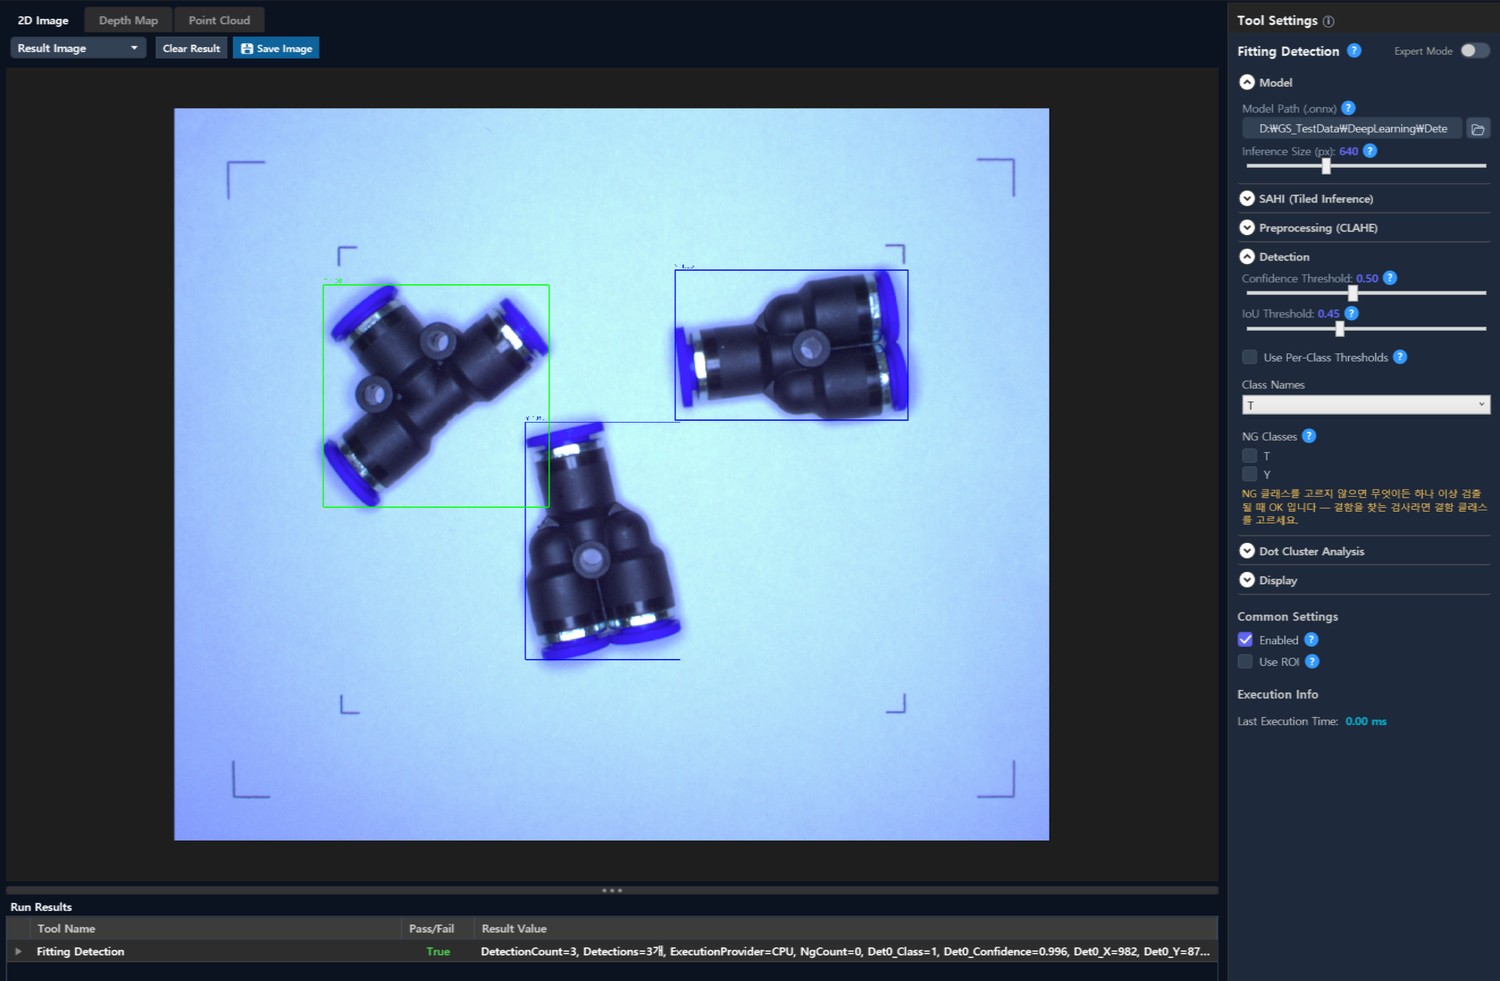 2D Image
Depth Map
Point Cloud
Result Image
Clear Result
Save Image
Run Results
Tool Name
Pass/Fail
Result Value
Fitting Detection
True
DetectionCount=3, Detections=3개, ExecutionProvider=CPU, NgCount=0, Det0_Class=1, Det0_Confidence=0.996, Det0_X=982, Det0_Y=87...
Tool Settings
Fitting Detection ?
Expert Mode
Model
Model Path (.onnx) ?
D:₩GS_TestData₩DeepLearning₩Dete
Inference Size (px): 640 ?
SAHI (Tiled Inference)
Preprocessing (CLAHE)
Detection
Confidence Threshold: 0.50 ?
IoU Threshold: 0.45 ?
Use Per-Class Thresholds ?
Class Names
T
NG Classes ?
T
Y
NG 클래스를 고르지 않으면 무엇이든 하나 이상 검출
될 때 OK 입니다 — 결함을 찾는 검사라면 결함 클래스
를 고르세요.
Dot Cluster Analysis
Display
Common Settings
Enabled ?
Use ROI ?
Execution Info
Last Execution Time: 0.00 ms